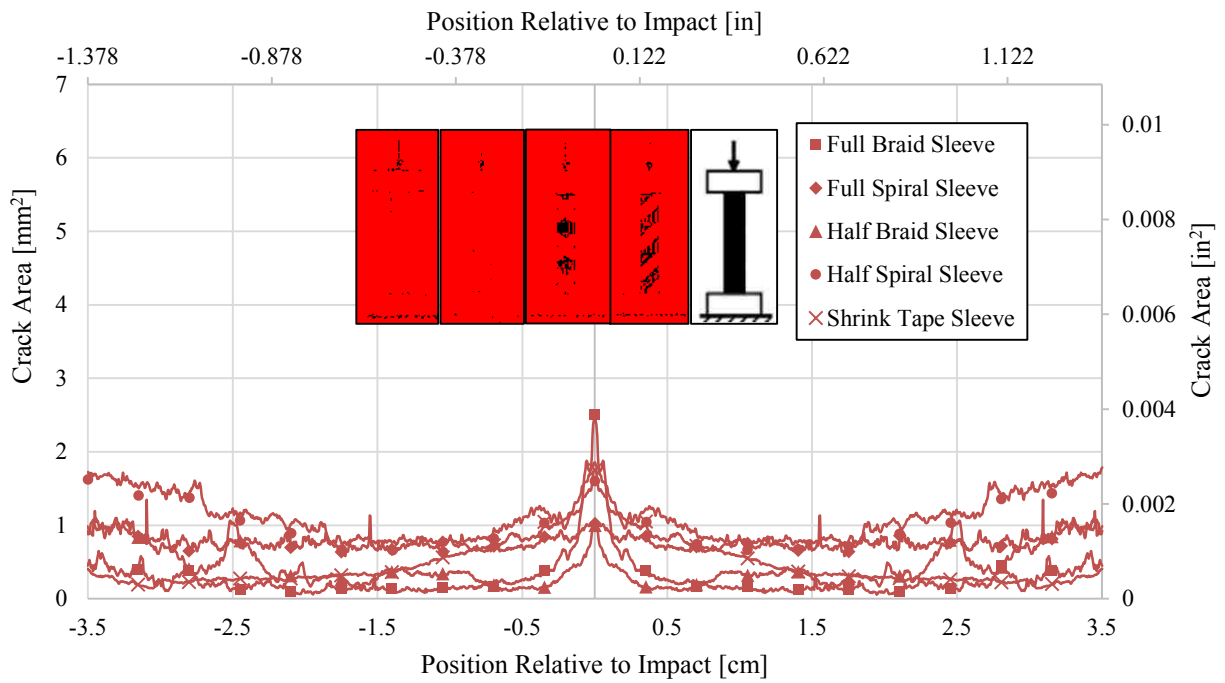 Position Relative to Impact [in]
-1.378 -0.878 -0.378 0.122 0.622 1.122
7
6
5
4
3
2
1
0
Crack Area [mm²]
Full Braid Sleeve
Full Spiral Sleeve
Half Braid Sleeve
Half Spiral Sleeve
Shrink Tape Sleeve
0.01
0.008
0.006
0.004
0.002
0
Crack Area [in²]
-3.5 -2.5 -1.5 -0.5 0.5 1.5 2.5 3.5
Position Relative to Impact [cm]